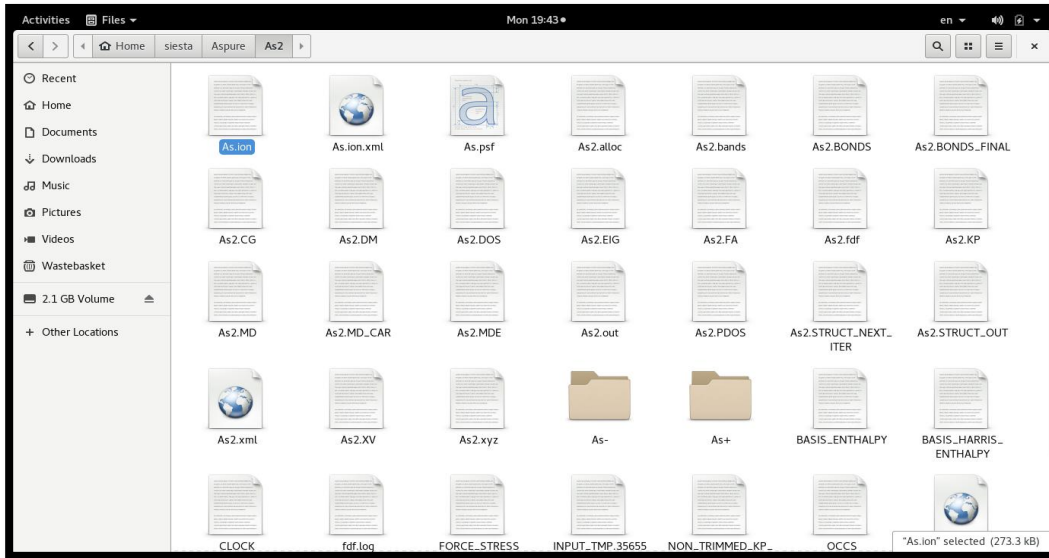 Activities Files Mon 19:43 en
Home siesta Aspure As2
Recent
Home
Documents
Downloads
Music
Pictures
Videos
Wastebasket
2.1 GB Volume
+ Other Locations
As.ion As.ion.xml As.psf As2.alloc As2.bands As2.BONDS As2.BONDS_FINAL
As2.CG As2.DM As2.DOS As2.EIG As2.FA As2.fdf As2.KP
As2.MD As2.MD_CAR As2.MDE As2.out As2.PDOS As2.STRUCT_NEXT_ As2.STRUCT_OUT
ITER
As2.xml As2.XV As2.xyz As- As+ BASIS_ENTHALPY BASIS_HARRIS_
ENTHALPY
a
CLOCK fdf.log FORCE_STRESS INPUT_TMP.35655 NON_TRIMMED_KP_ OCCS
"As.ion" selected (273.3 kB)